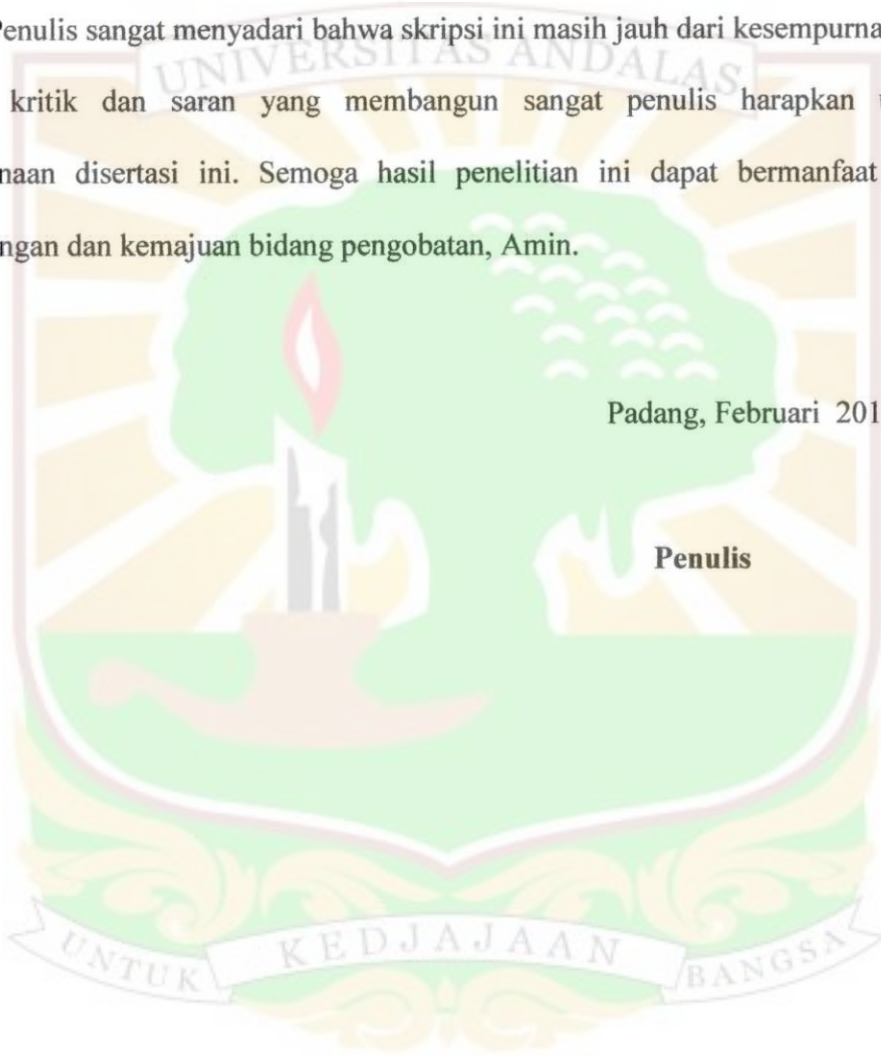 Penulis sangat menyadari bahwa skripsi ini masih jauh dari kesempurna
UNIVERSITAS ANDALAS
kritik dan saran yang membangun sangat penulis harapkan
naan disertasi ini. Semoga hasil penelitian ini dapat bermanfaat
ngan dan kemajuan bidang pengobatan, Amin.
Padang, Februari 201
Penulis
UNTUK KEDJAJAAN BANGSA